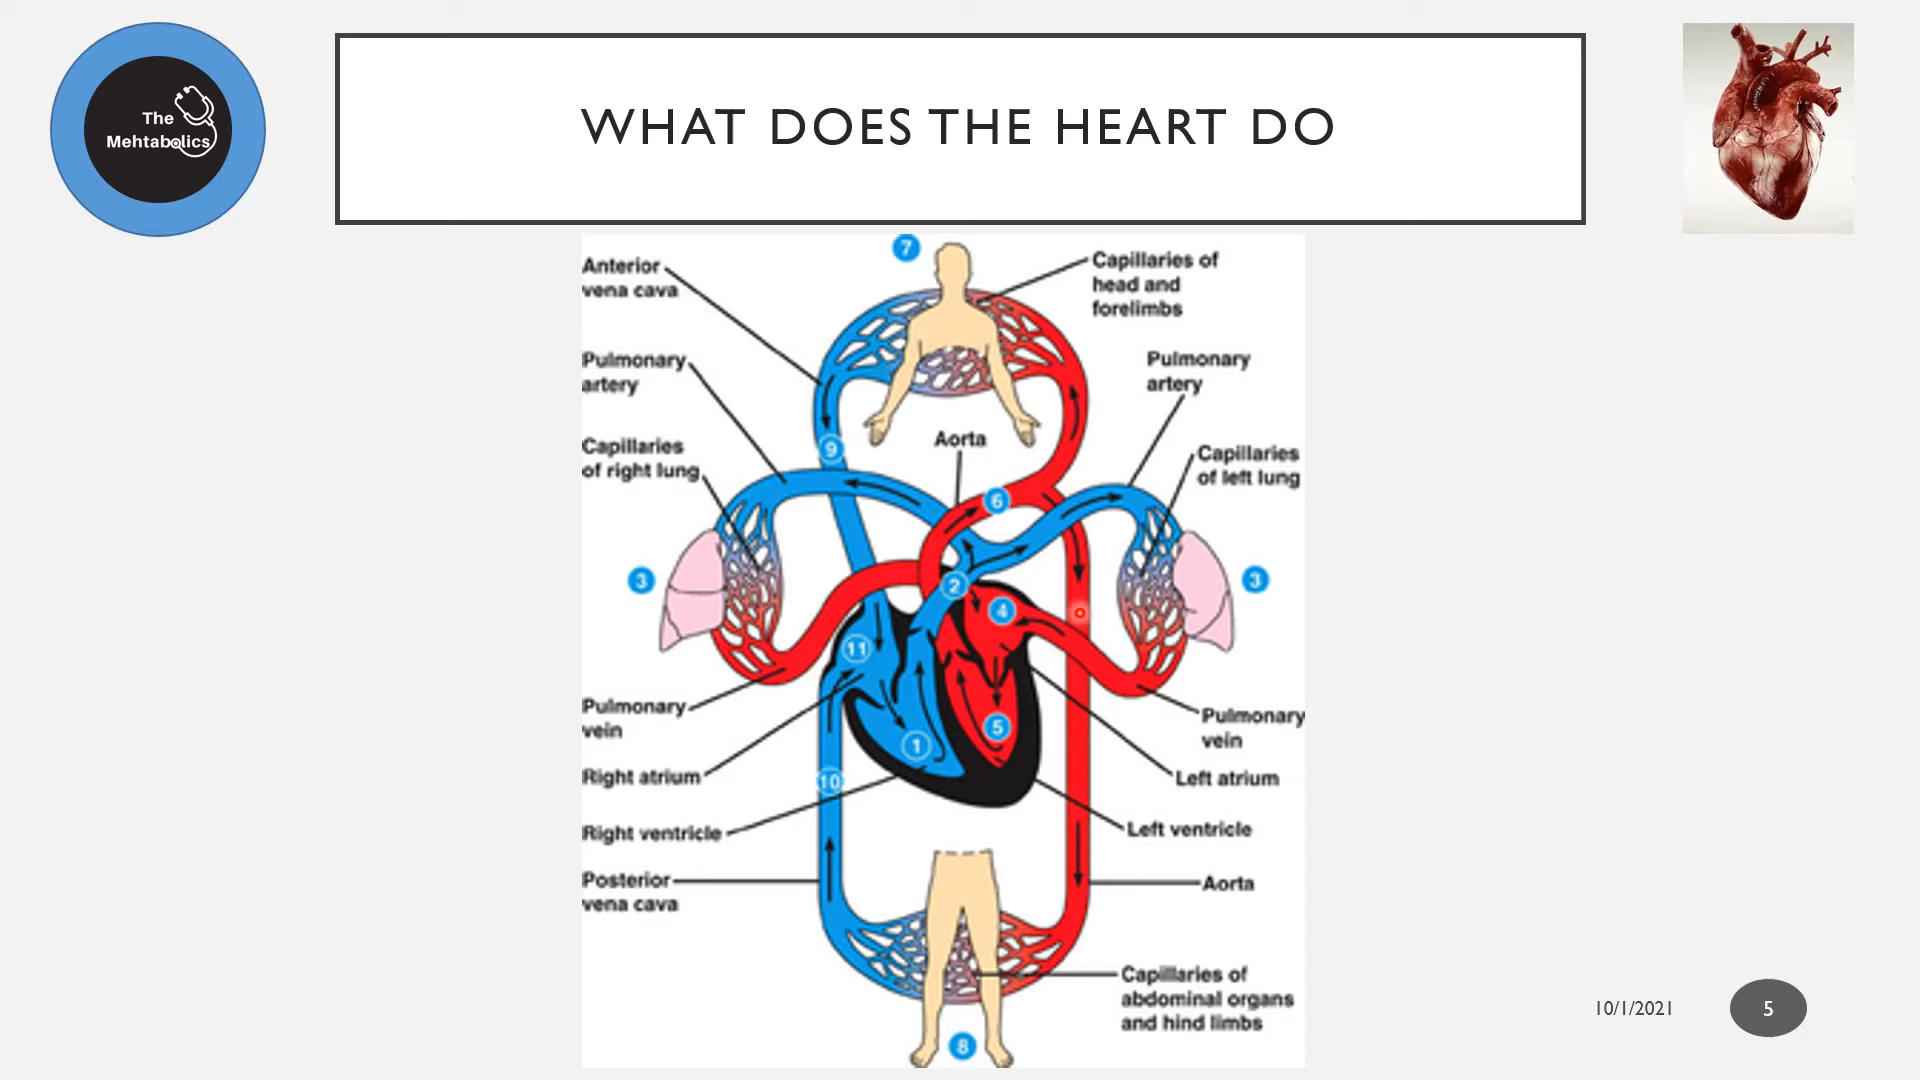 The
Mehtabolics
WHAT DOES THE HEART DO
7
Anterior
vena cava
Capillaries of
head and
forelimbs
Pulmonary
artery
Pulmonary
artery
Aorta
Capillaries
of right lung
9
Capillaries
of left lung
6
3
2
4
3
11
Pulmonary
vein
5
1
Pulmonary
vein
Right atrium
10
Left atrium
Right ventricle
Left ventricle
Posterior
vena cava
Aorta
Capillaries of
abdominal organs
and hind limbs
8
10/1/2021
5